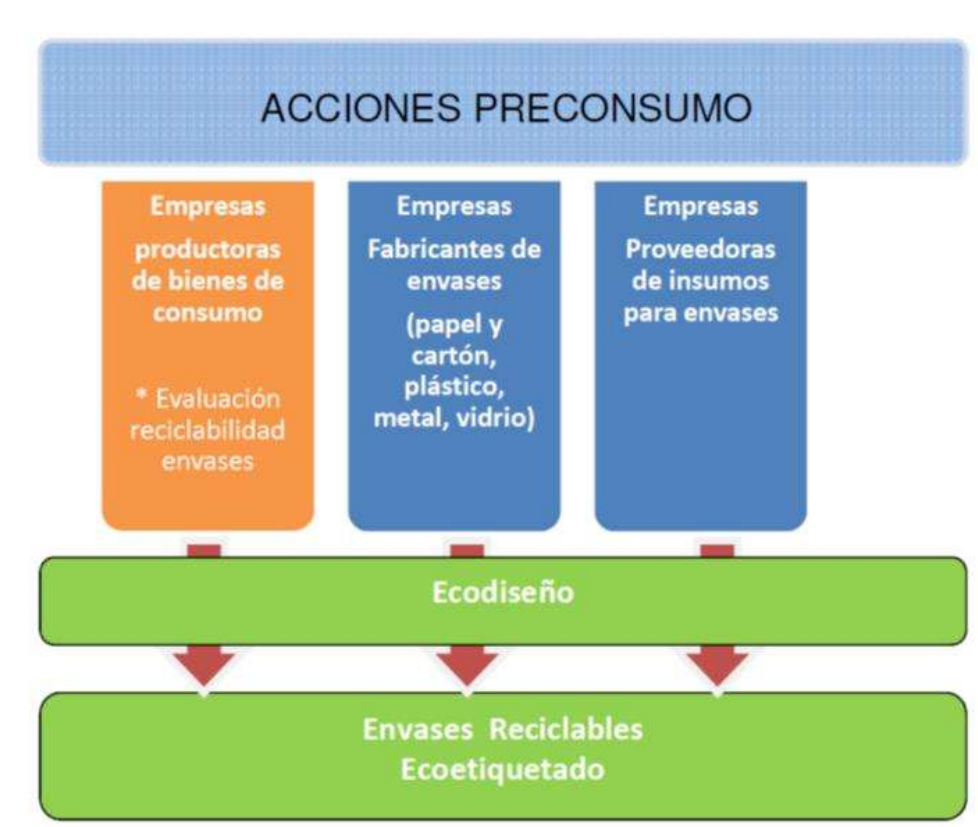 ACCIONES PRECONSUMO
Empresas
productoras
de bienes de
consumo
* Evaluación
reciclabilidad
envases
Empresas
Fabricantes de
envases
(papel y
cartón,
plástico,
metal, vidrio)
Empresas
Proveedoras
de insumos
para envases
Ecodiseño
Envases Reciclables
Ecoetiquetado